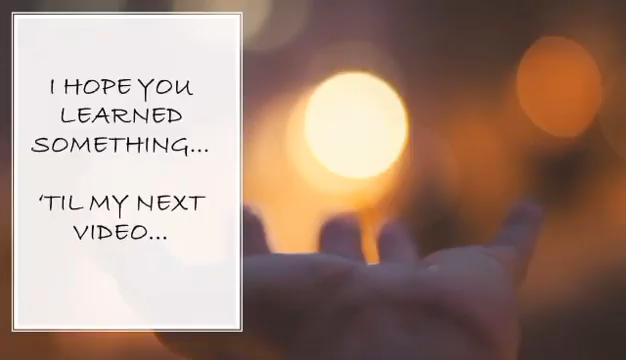 I HOPE YOU
LEARNED
SOMETHING...
'TIL MY NEXT
VIDEO...